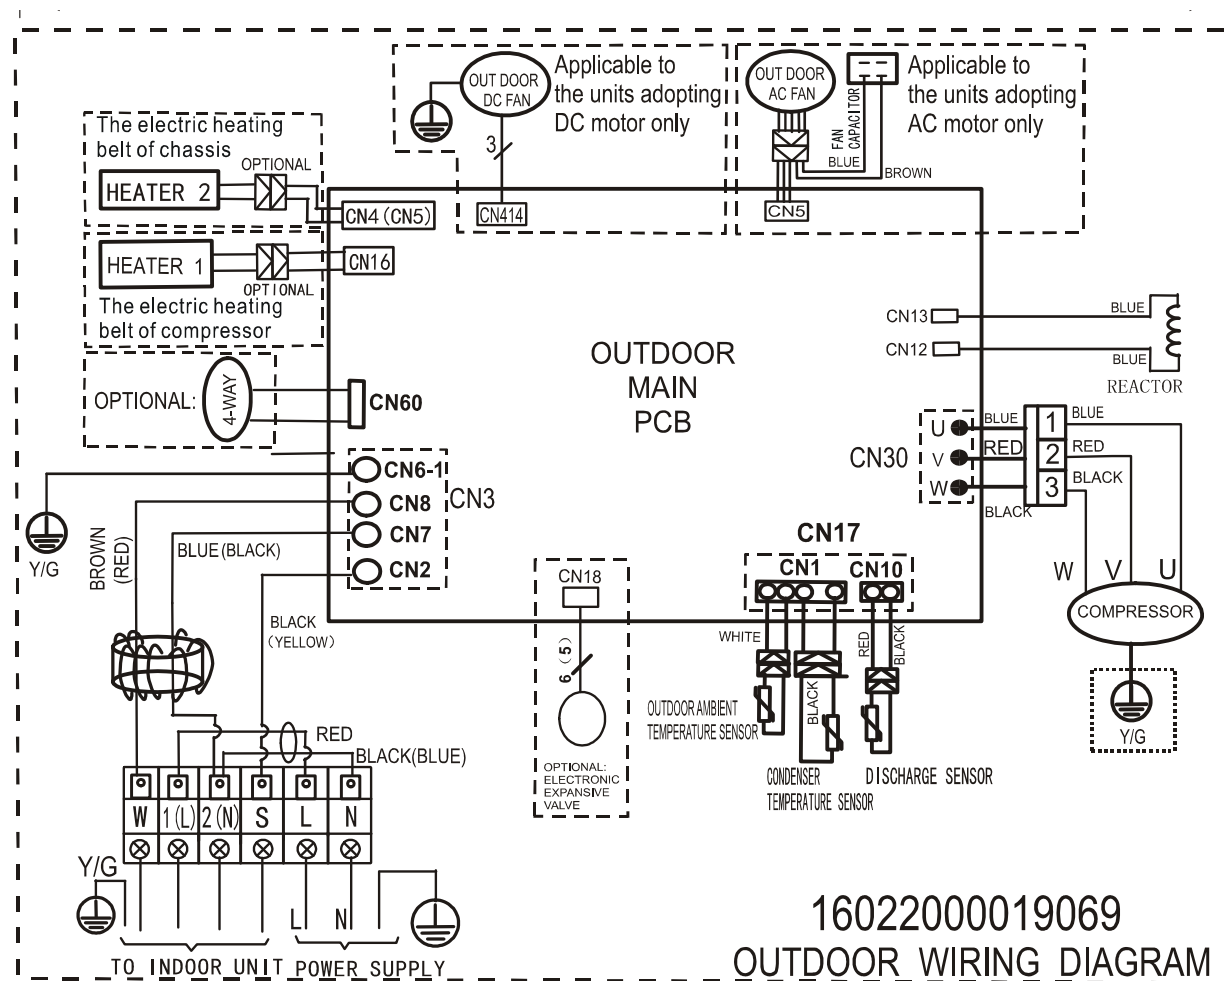 OUT DOOR
DC FAN
Applicable to
the units adopting
DC motor only
3
CN414
OUT DOOR
AC FAN
FAN
CAPACITOR
BLUE
BROWN
Applicable to
the units adopting
AC motor only
CN5
The electric heating
belt of chassis
OPTIONAL
HEATER 2
CN4 (CN5)
HEATER 1
CN16
OPTIONAL
The electric heating
belt of compressor
OPTIONAL:
4-WAY
CN60
OUTDOOR
MAIN
PCB
CN13
BLUE
CN12
BLUE
REACTOR
CN30
U
V
W
BLUE
RED
BLACK
1
2
3
BLUE
RED
BLACK
W
V
U
COMPRESSOR
Y/G
CN6-1
CN8
CN7
CN2
CN3
Y/G
BROWN
(RED)
BLUE(BLACK)
BLACK
(YELLOW)
CN18
6 (5)
OPTIONAL:
ELECTRONIC
EXPANSIVE
VALVE
CN17
CN1
CN10
WHITE
BLACK
RED
BLACK
OUTDOOR AMBIENT
TEMPERATURE SENSOR
CONDENSER
TEMPERATURE SENSOR
DISCHARGE SENSOR
RED
BLACK(BLUE)
W
1(L)
2(N)
S
L
N
Y/G
L
N
TO INDOOR UNIT
POWER SUPPLY
16022000019069
OUTDOOR WIRING DIAGRAM